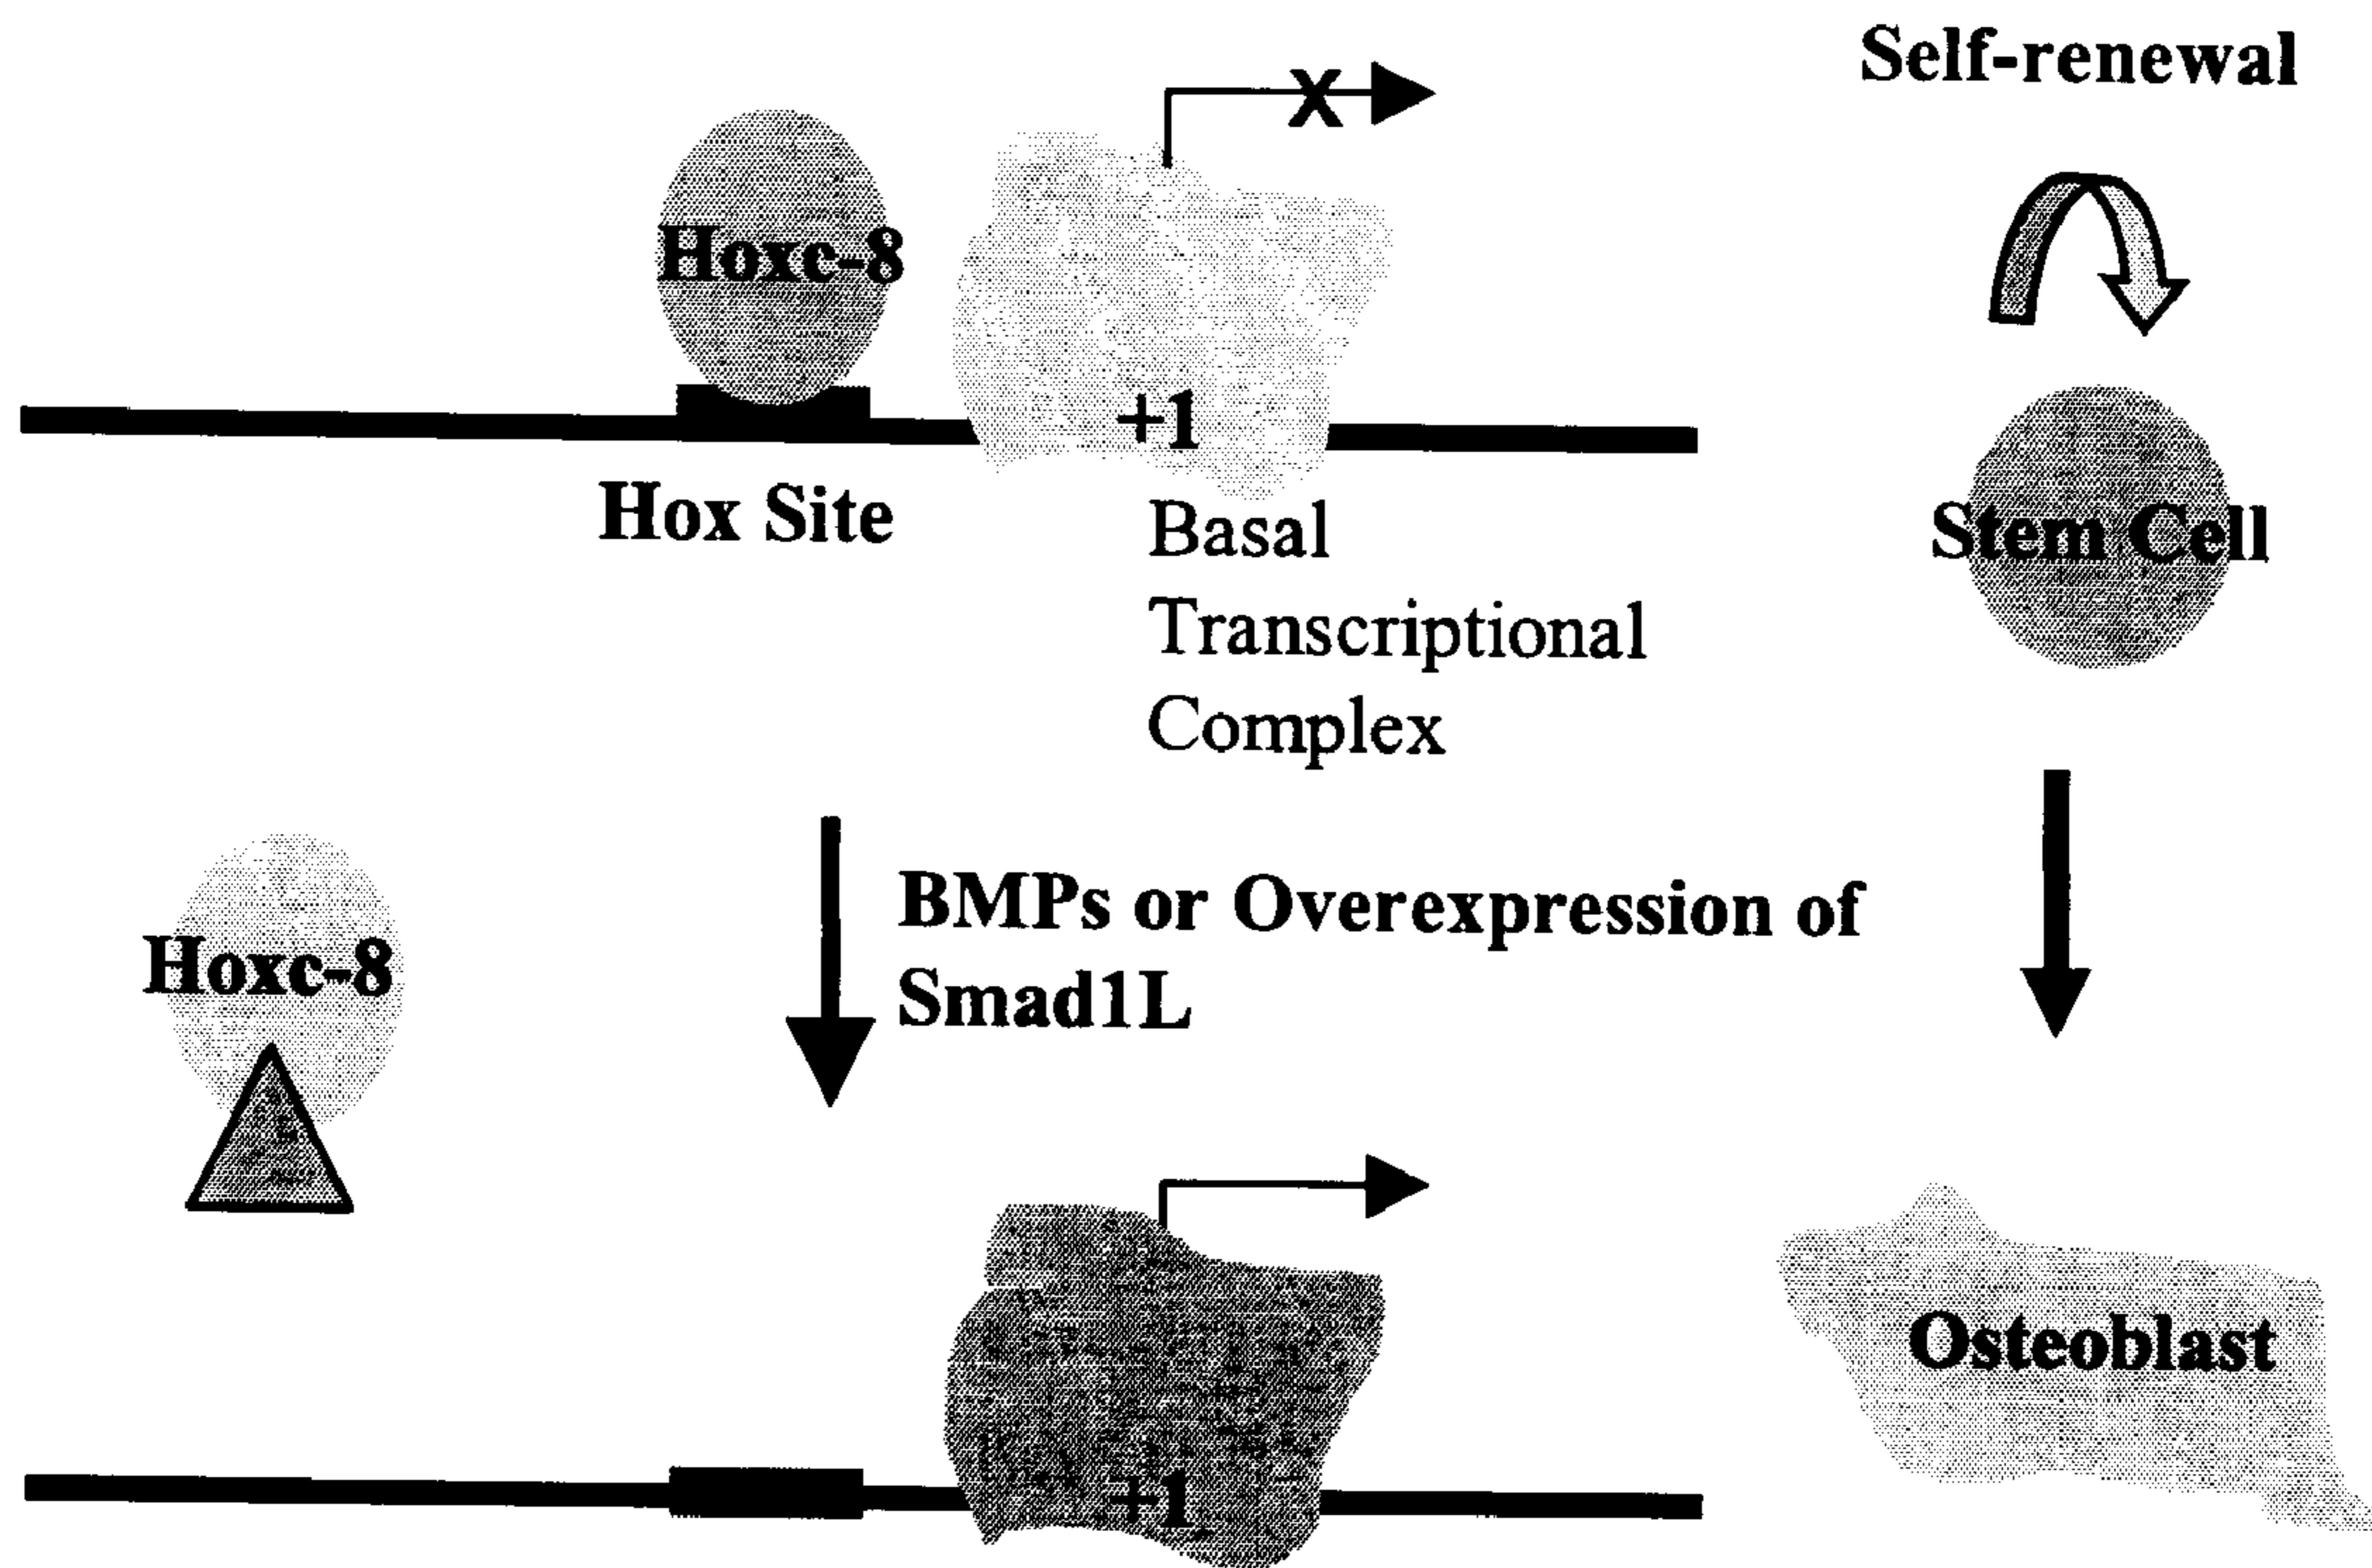 Self-renewal
X
Hoxc-8
+1
Hox Site
Basal
Transcriptional
Complex
Stem Cell
BMPs or Overexpression of
Smad1L
Hoxc-8
Osteoblast
+1